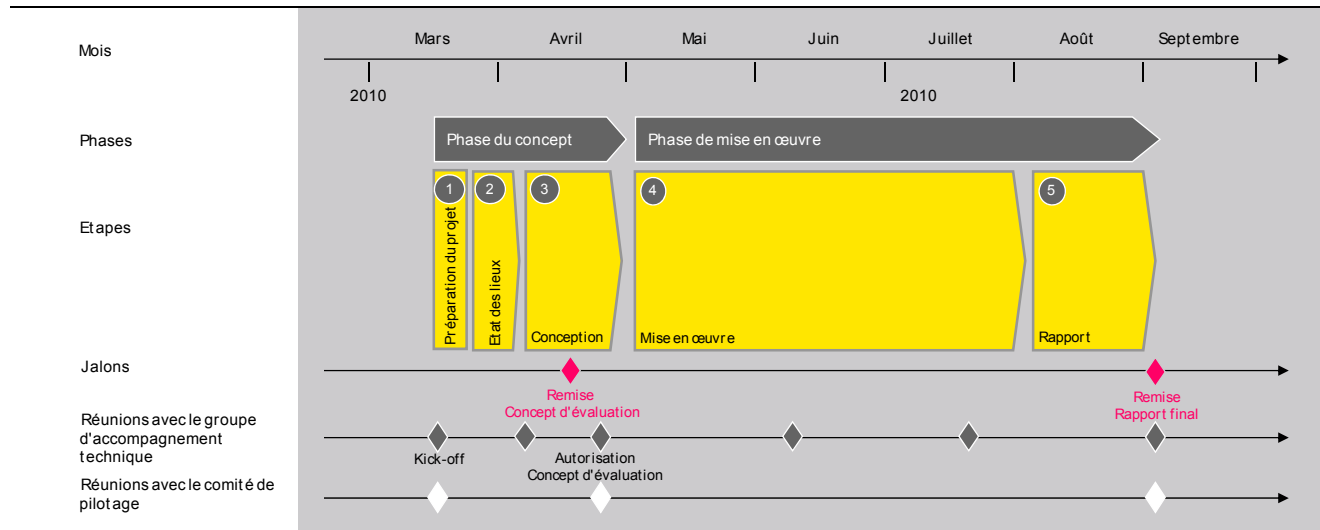 Mois
Mars Avril Mai Juin Juillet Août Septembre
2010 2010
Phases
Phase du concept Phase de mise en œuvre
Etapes
1 2 3 4 5
Préparation du projet
Etat des lieux
Conception Mise en œuvre Rapport
Jalons
Remise
Concept d'évaluation
Remise
Rapport final
Réunions avec le groupe
d'accompagnement
technique
Kick-off
Autorisation
Concept d'évaluation
Réunions avec le comité de
pilotage